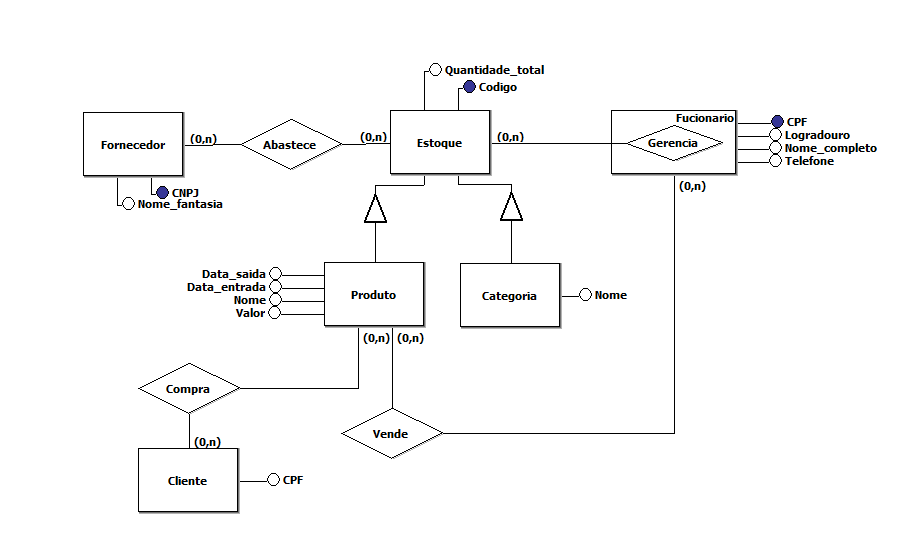 Quantidade_total
Codigo
Fornecedor
(0,n)
Abastece
(0,n)
Estoque
(0,n)
Fucionario
Gerencia
CPF
Logradouro
Nome_completo
Telefone
CNPJ
Nome_fantasia
(0,n)
Data_saida
Data_entrada
Nome
Valor
Produto
Categoria
Nome
(0,n)
(0,n)
Compra
Vende
(0,n)
Cliente
CPF